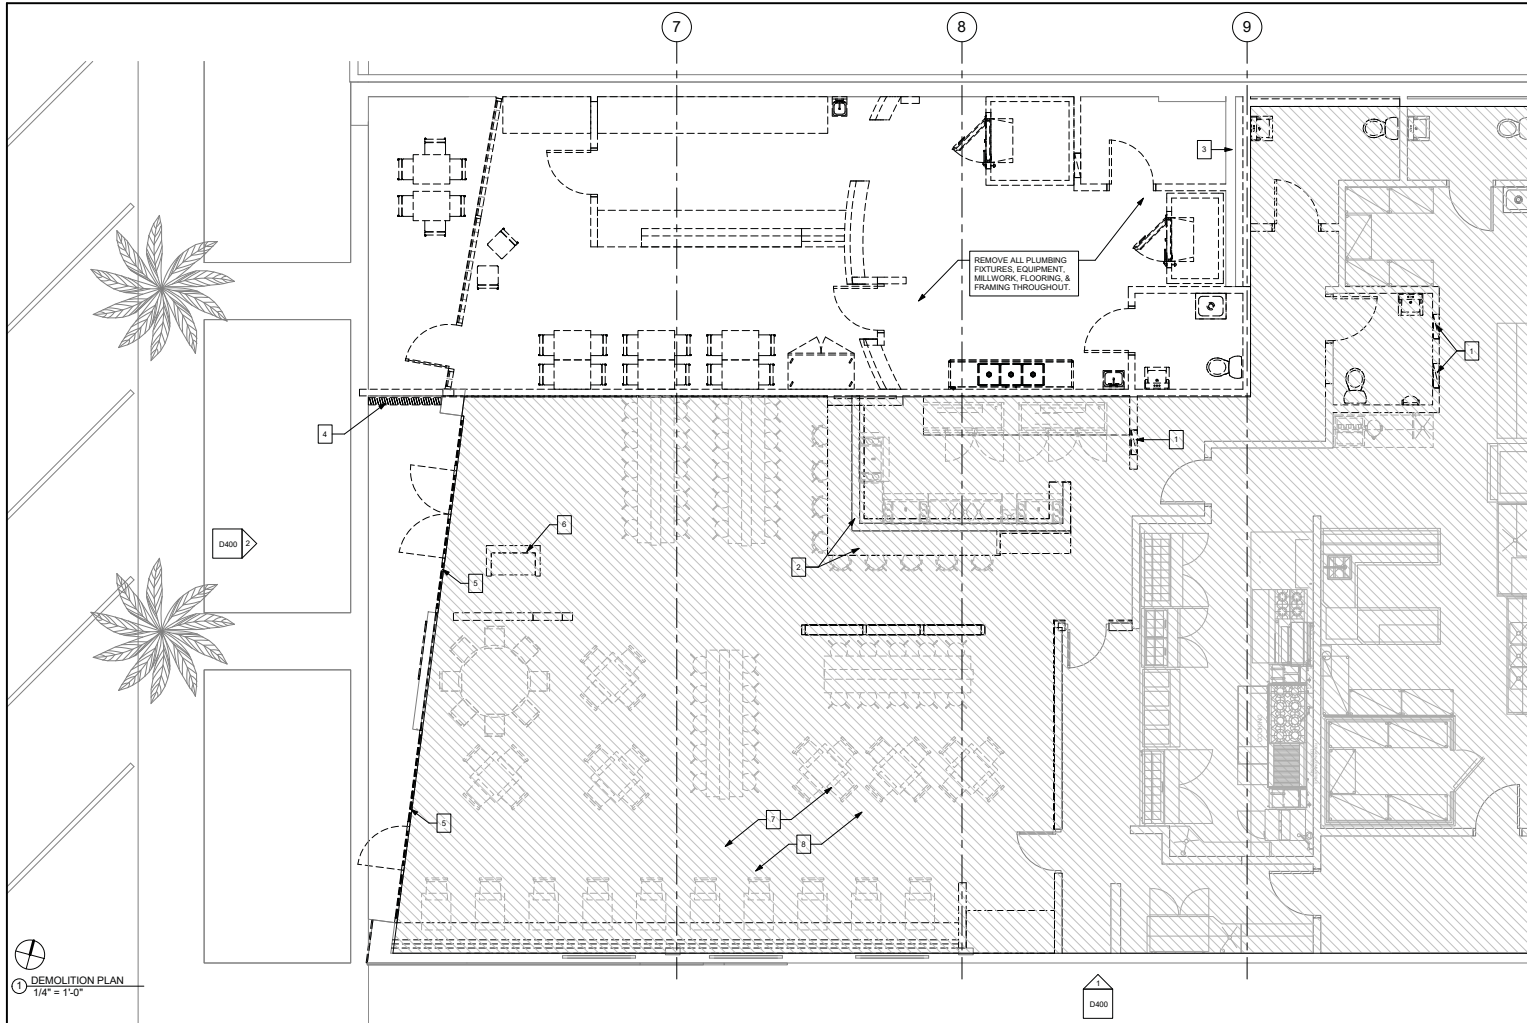 7
8
9
3
REMOVE ALL PLUMBING
FIXTURES, EQUIPMENT,
MILLWORK, FLOORING, &
FRAMING THROUGHOUT.
1
4
1
6
D400 2
2
5
7
5
8
1 DEMOLITION PLAN
1/4" = 1'-0"
1
D400